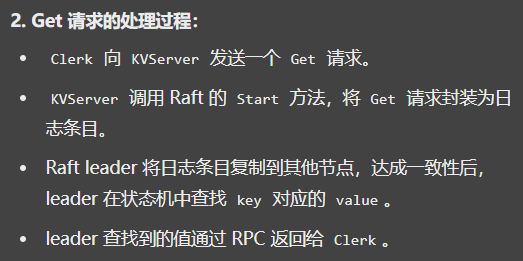 2. Get 请求的处理过程：
• Clerk 向 KVServer 发送一个 Get 请求。
• KVServer 调用 Raft 的 Start 方法，将 Get 请求封装为日
志条目。
• Raft leader 将日志条目复制到其他节点，达成一致性后，
leader 在状态机中查找 key 对应的 value 。
• leader 查找到的值通过 RPC 返回给 Clerk 。